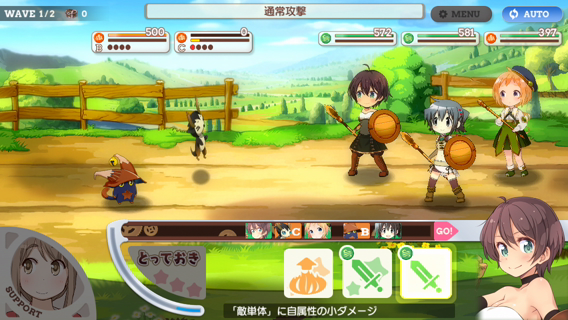 WAVE 1/2 0
通常攻撃
MENU
AUTO
500
B
0
C
572
581
397
C B GO!
とっておき
SUPPORT
「敵単体」に自属性の小ダメージ